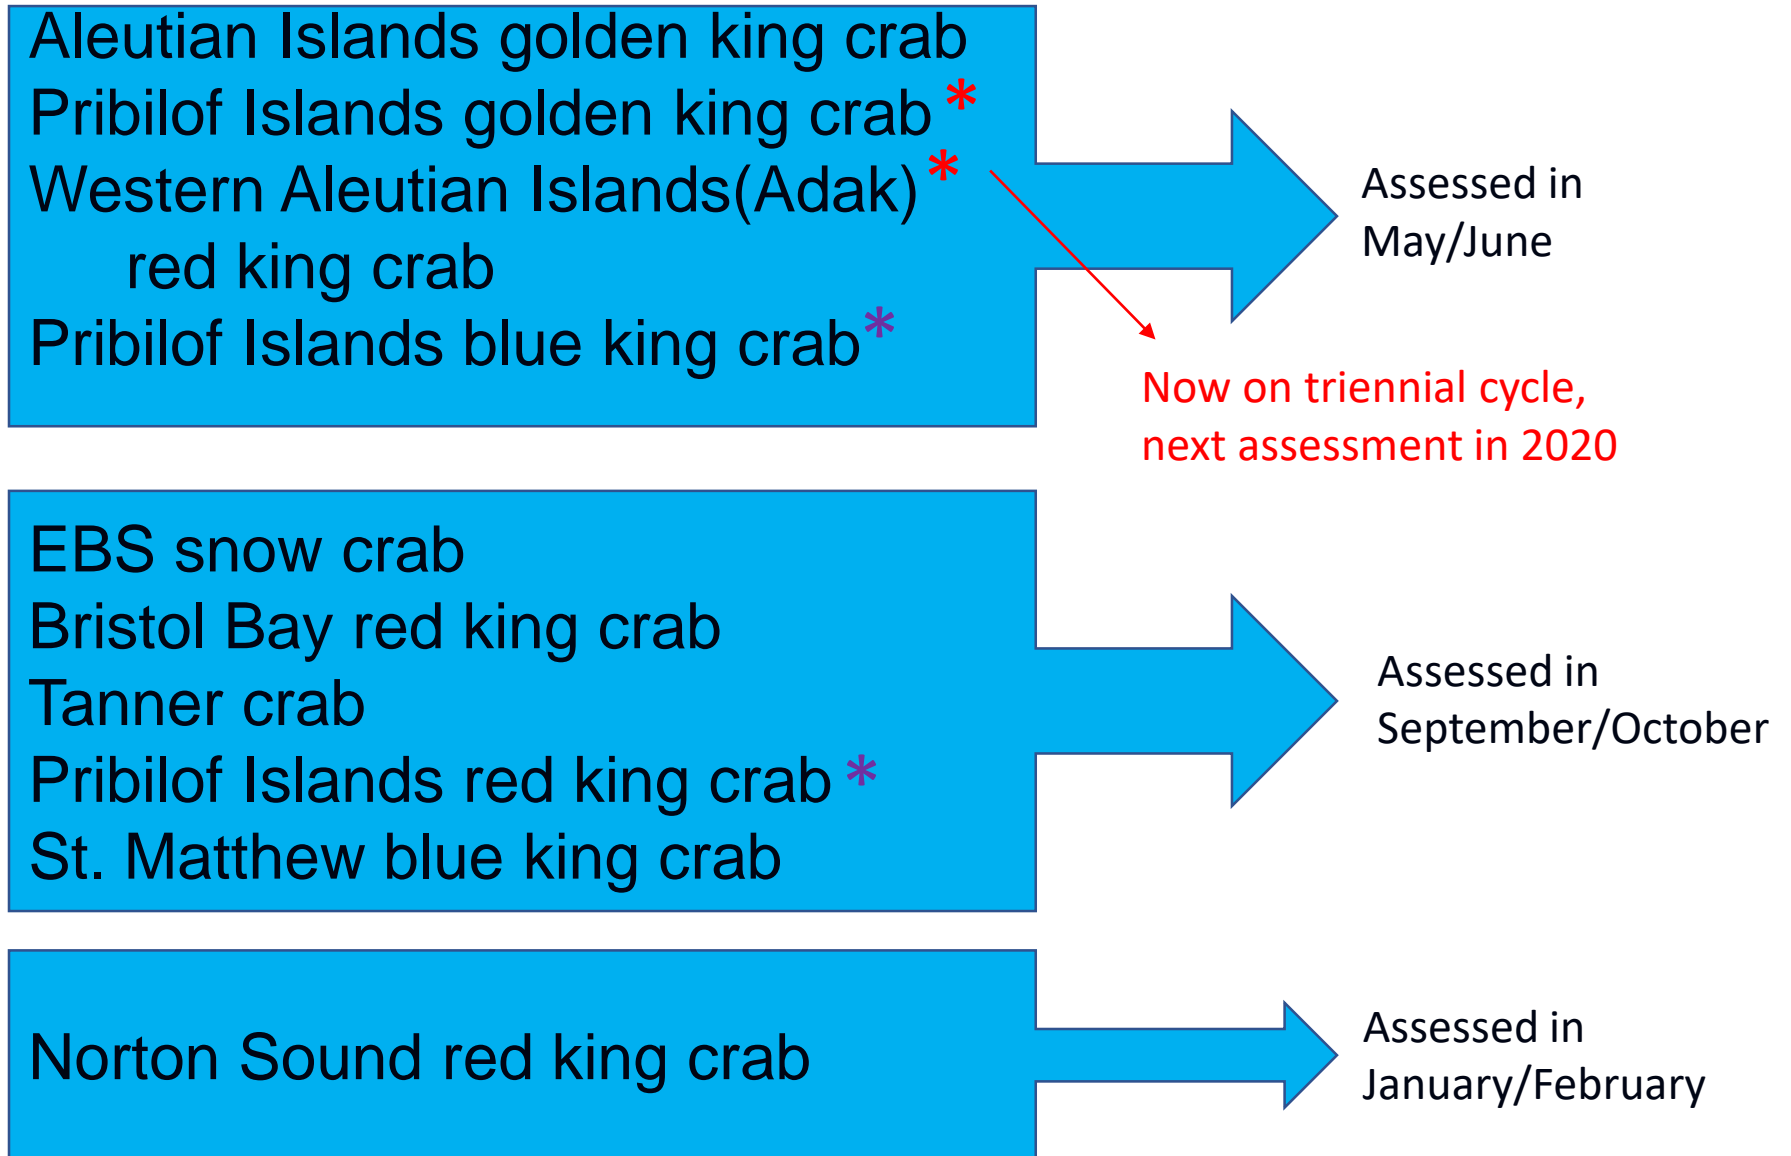 Aleutian Islands golden king crab
Pribilof Islands golden king crab *
Western Aleutian Islands(Adak) *
red king crab
Pribilof Islands blue king crab *
Assessed in
May/June
Now on triennial cycle,
next assessment in 2020
EBS snow crab
Bristol Bay red king crab
Tanner crab
Pribilof Islands red king crab *
St. Matthew blue king crab
Assessed in
September/October
Norton Sound red king crab
Assessed in
January/February